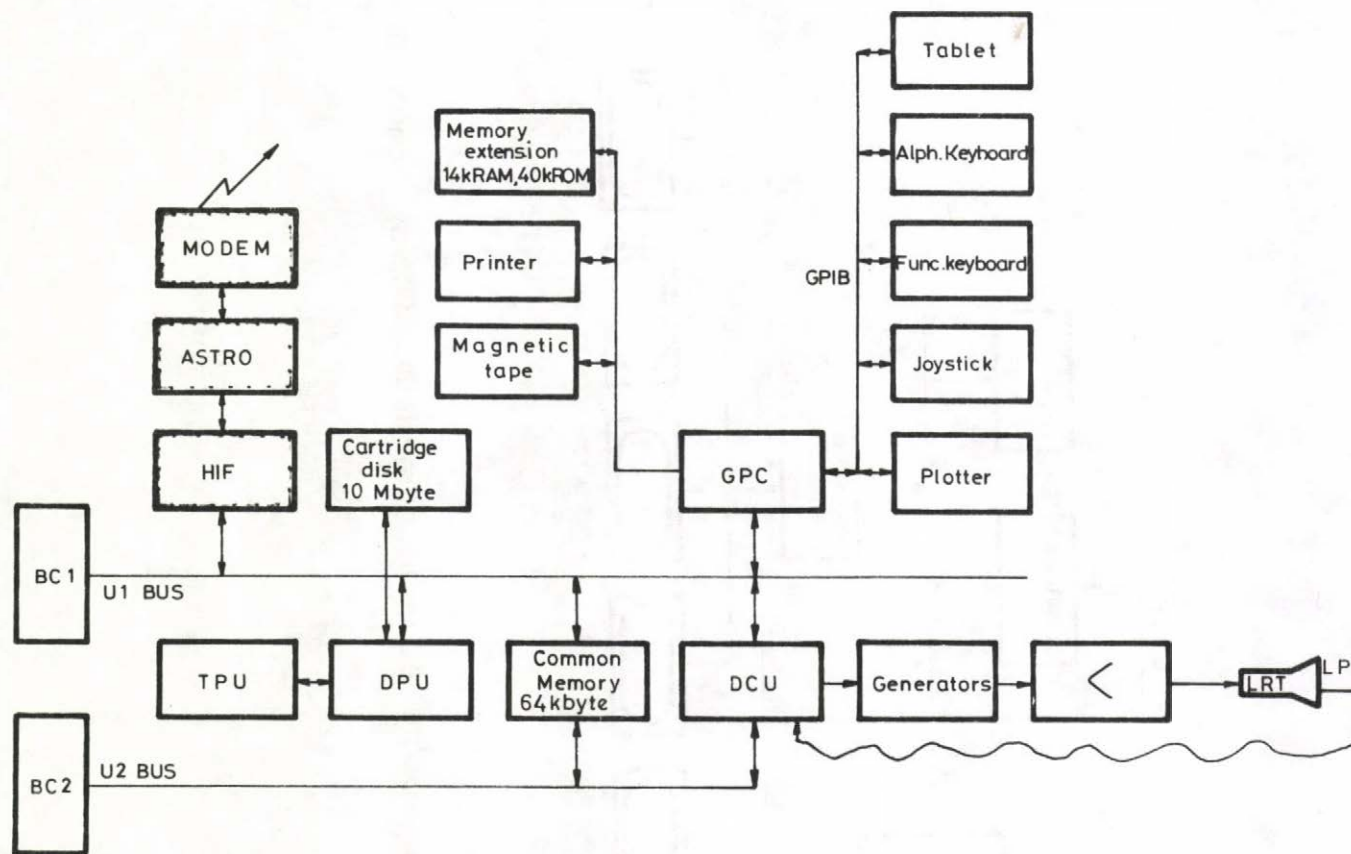 Tablet
Memory
extension
14kRAM,40kROM
Alph. Keyboard
MODEM
Printer
Func. keyboard
GPIB
ASTRO
Magnetic
tape
Joystick
HIF
Cartridge
disk
10 Mbyte
GPC
Plotter
BC1
U1 BUS
TPU
DPU
Common
Memory
64kbyte
DCU
Generators
<
LRT
LP
BC2
U2 BUS